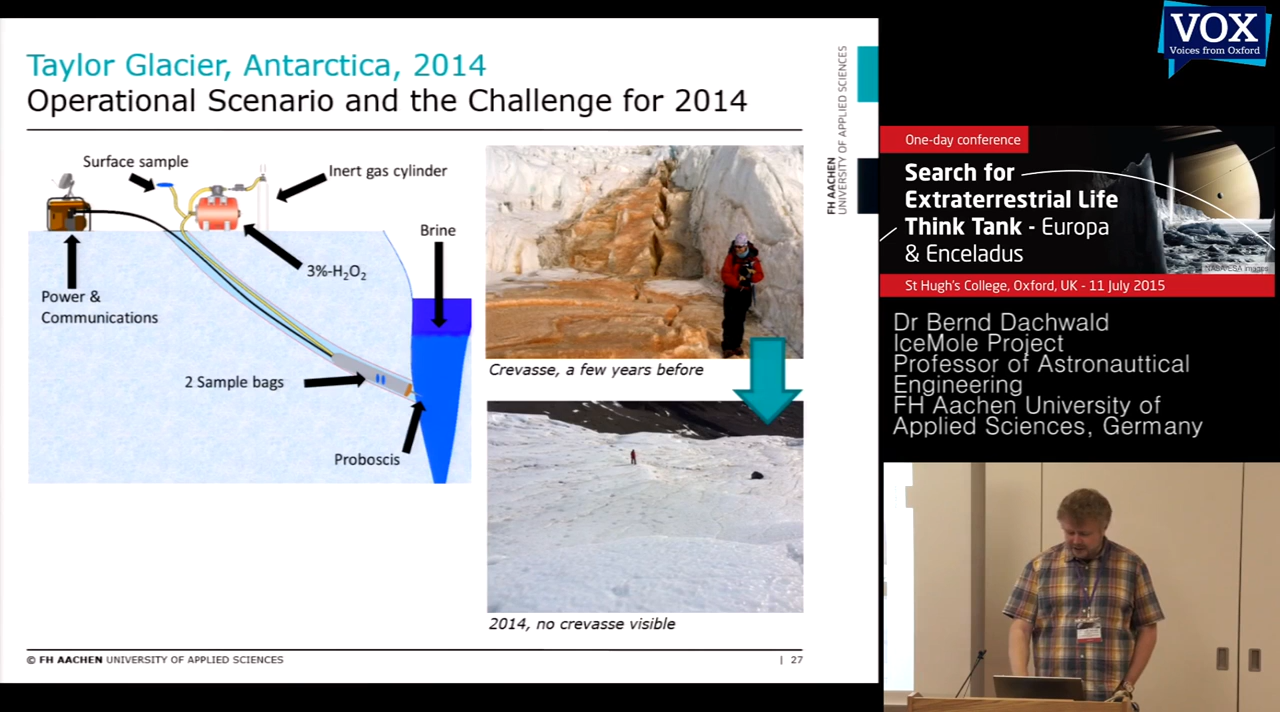 Taylor Glacier, Antarctica, 2014
Operational Scenario and the Challenge for 2014
Surface sample
Inert gas cylinder
Brine
3%-H₂O₂
Power &
Communications
2 Sample bags
Proboscis
Crevasse, a few years before
2014, no crevasse visible
© FH AACHEN UNIVERSITY OF APPLIED SCIENCES
| 27
FH AACHEN
UNIVERSITY OF APPLIED SCIENCES
VOX
Voices from Oxford
One-day conference
Search for
Extraterrestrial Life
Think Tank - Europa
& Enceladus
NASA/ESA images
St Hugh's College, Oxford, UK - 11 July 2015
Dr Bernd Dachwald
IceMole Project
Professor of Astronauttical
Engineering
FH Aachen University of
Applied Sciences, Germany